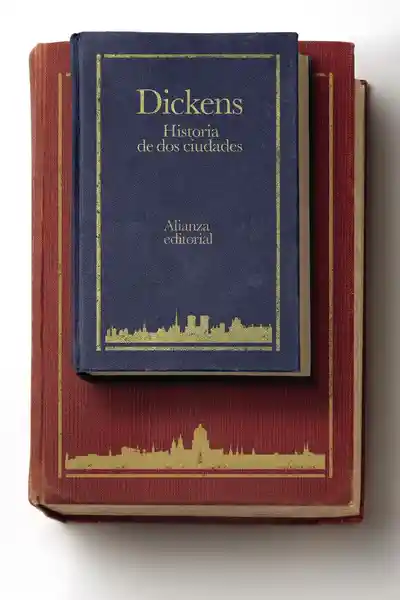 Dickens
Historia
de dos ciudades
Alianza
editorial